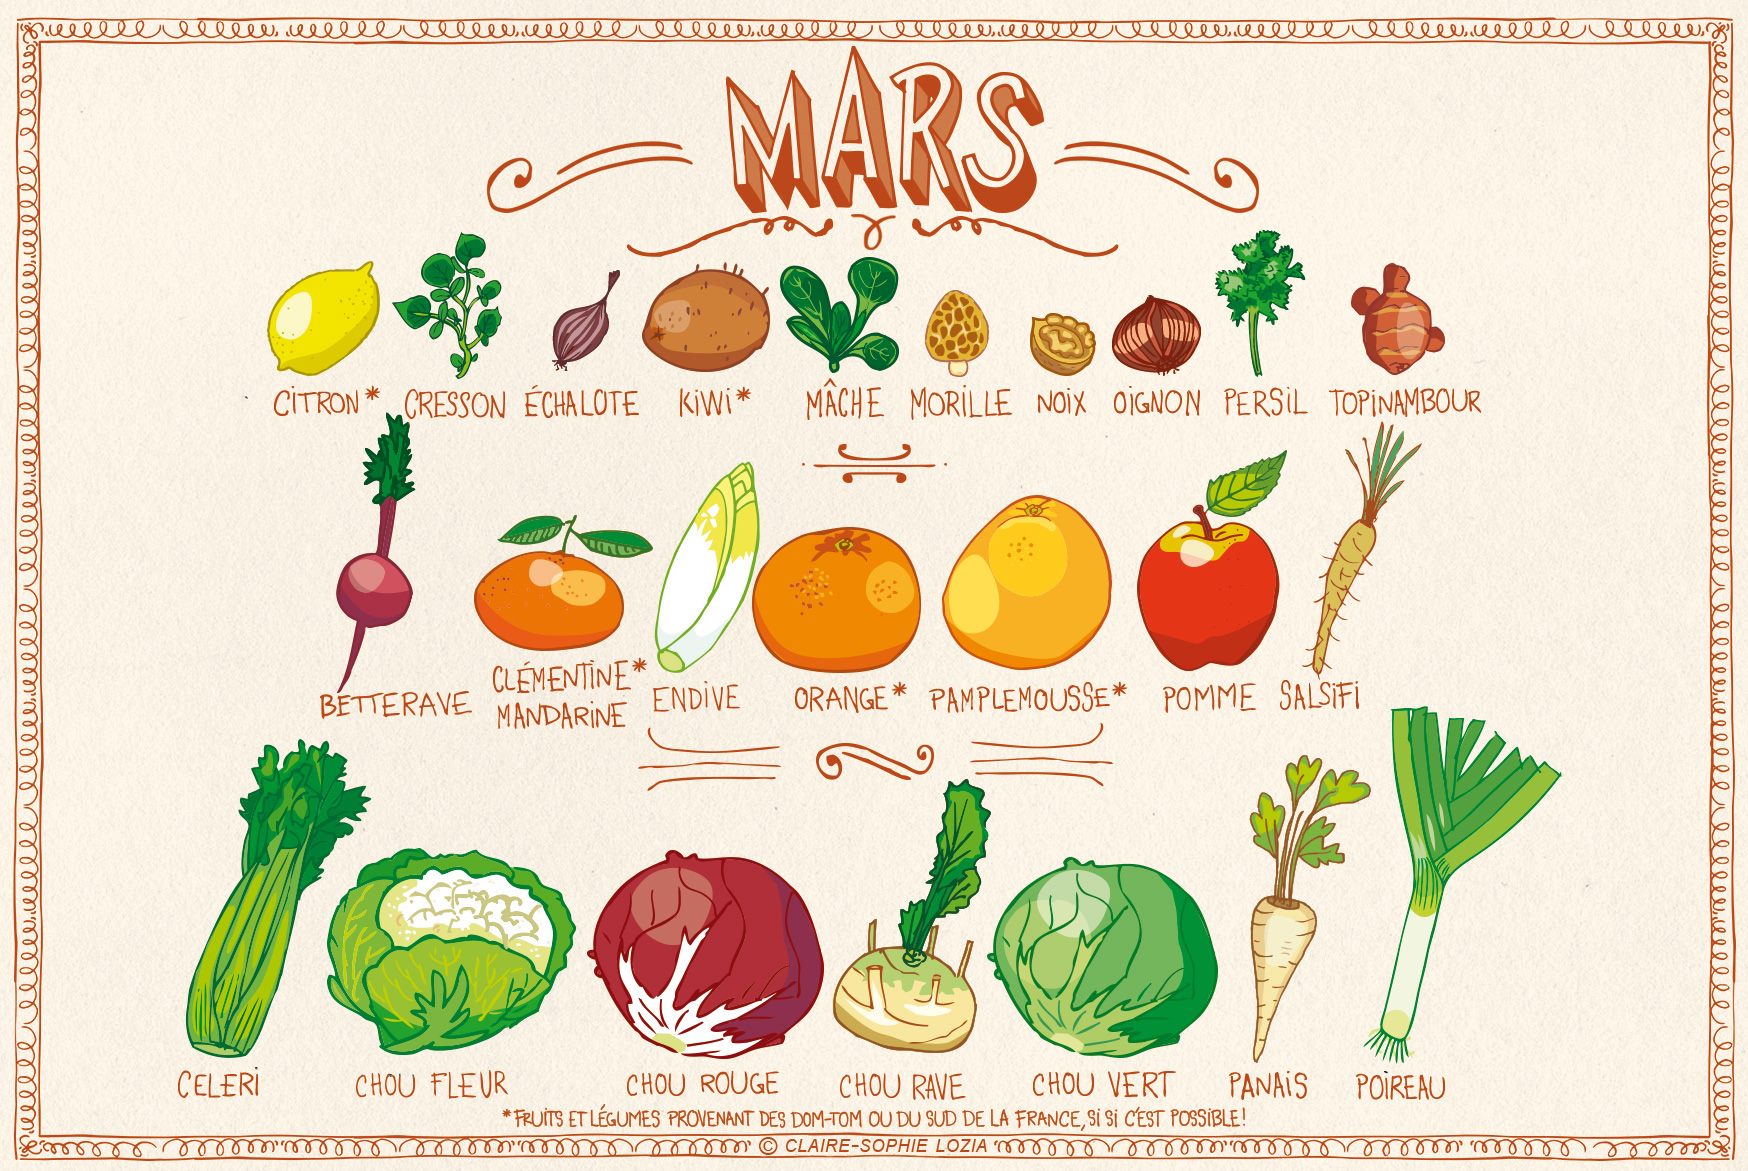 MARS
CITRON* CRESSON ÉCHALOTE KIWI* MÂCHE MORILLE NOIX OIGNON PERSIL TOPINAMBOUR
BETTERAVE CLÉMENTINE* MANDARINE ENDIVE ORANGE* PAMPLEMOUSSE* POMME SALSIFI
CELERI CHOU FLEUR CHOU ROUGE CHOU RAVE CHOU VERT PANAIS POIREAU
*FRUITS ET LÉGUMES PROVENANT DES DOM-TOM OU DU SUD DE LA FRANCE, SI SI C'EST POSSIBLE!
© CLAIRE-SOPHIE LOZIA